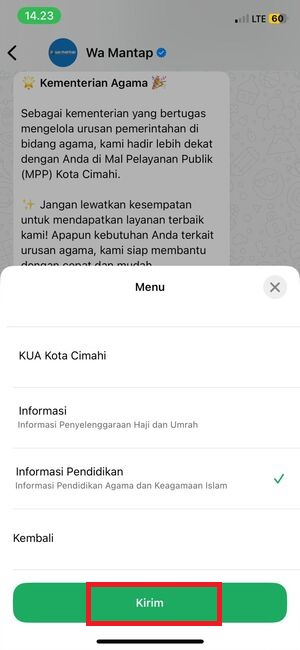 14.23
LTE 60
Wa Mantap
🌟 Kementerian Agama 🎉
Sebagai kementerian yang bertugas
mengelola urusan pemerintahan di
bidang agama, kami hadir lebih dekat
dengan Anda di Mal Pelayanan Publik
(MPP) Kota Cimahi.
✨ Jangan lewatkan kesempatan
untuk mendapatkan layanan terbaik
kami! Apapun kebutuhan Anda terkait
urusan agama, kami siap membantu
dengan cepat dan mudah
Menu
KUA Kota Cimahi
Informasi
Informasi Penyelenggaraan Haji dan Umrah
Informasi Pendidikan
Informasi Pendidikan Agama dan Keagamaan Islam
Kembali
Kirim